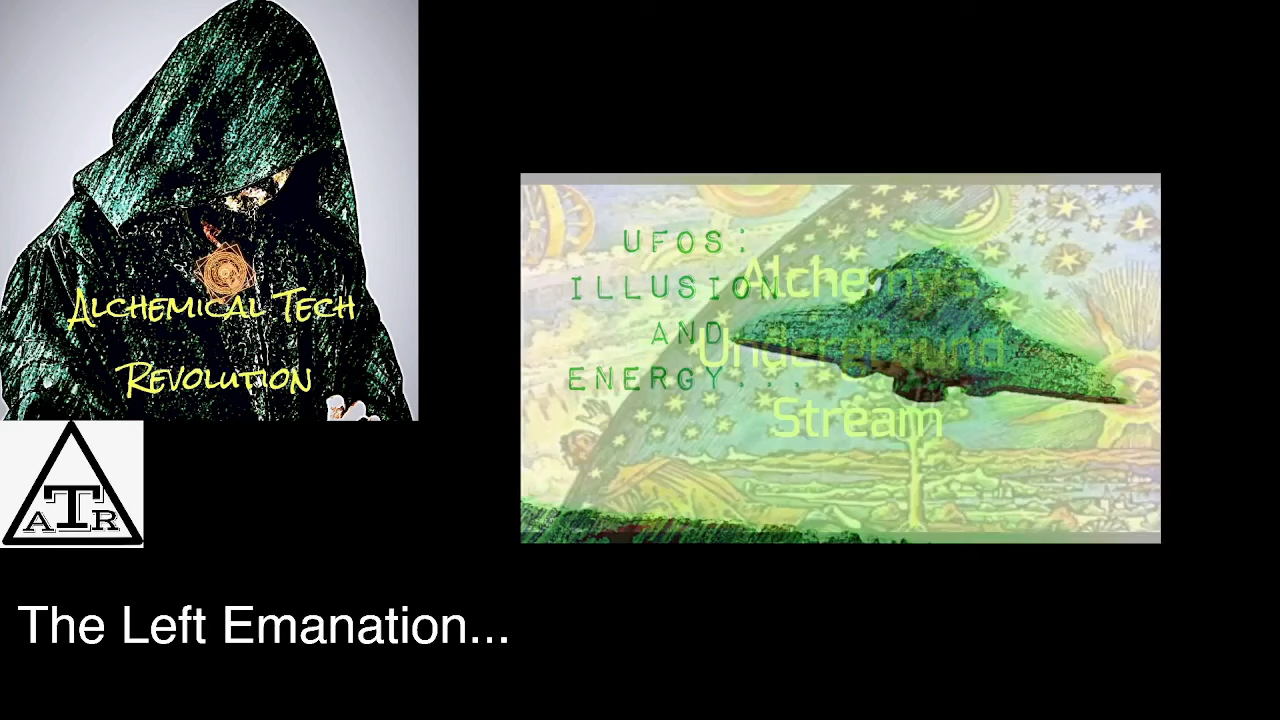 Alchemical Tech
Revolution
ATR
The Left Emanation...
UFOS:
ILLUSION
AND
ENERGY...
Alchemy's
Underground
Stream